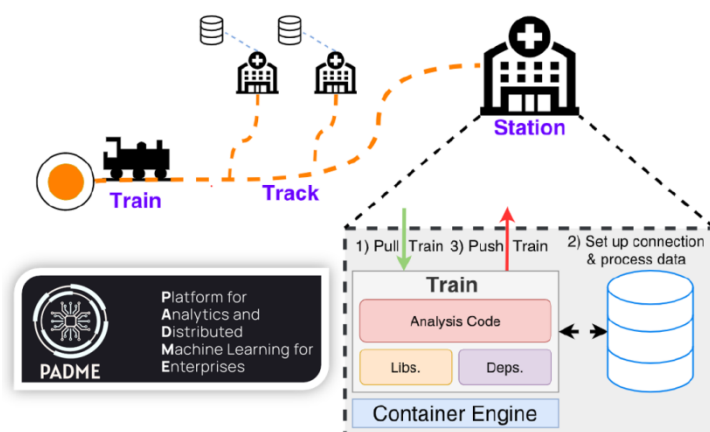 Station
Train
Track
1) Pull Train 3) Push Train
2) Set up connection
& process data
Train
Analysis Code
Libs.
Deps.
Container Engine
Platform for
Analytics and
Distributed
Machine Learning for
Enterprises
PADME